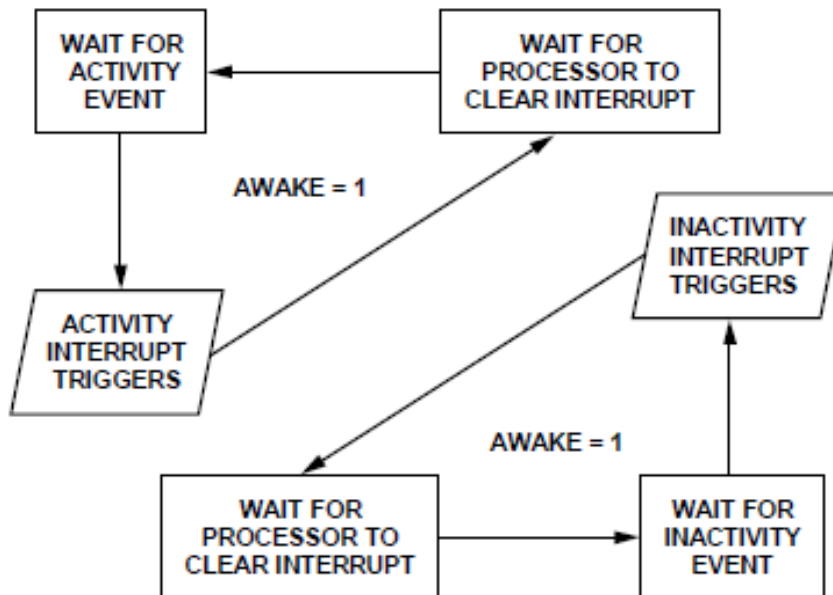 WAIT FOR
ACTIVITY
EVENT
WAIT FOR
PROCESSOR TO
CLEAR INTERRUPT
AWAKE = 1
INACTIVITY
INTERRUPT
TRIGGERS
ACTIVITY
INTERRUPT
TRIGGERS
AWAKE = 1
WAIT FOR
PROCESSOR TO
CLEAR INTERRUPT
WAIT FOR
INACTIVITY
EVENT